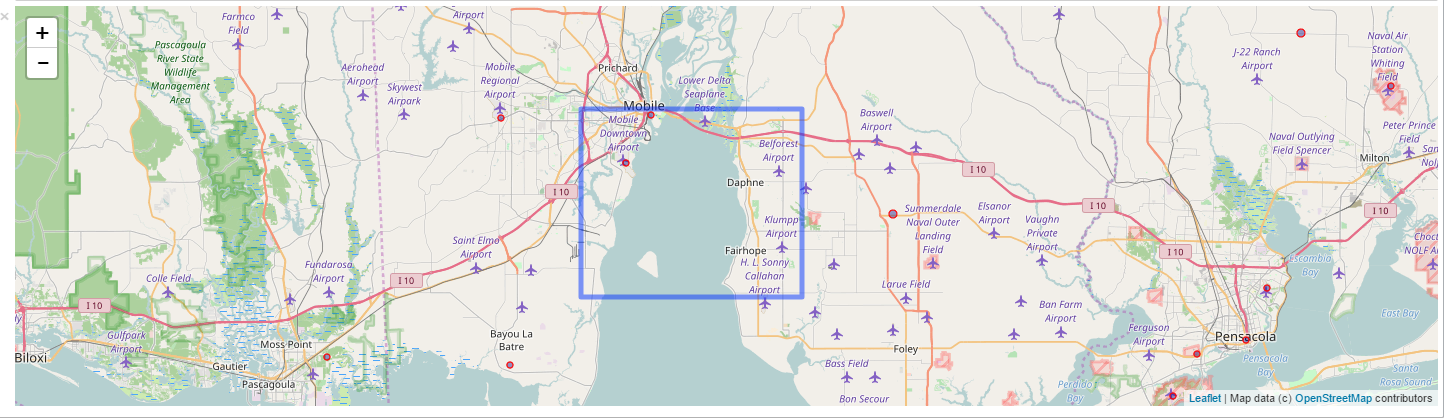 ×
+
−
Farmco
Field
Airport
Pascagoula
River State
Wildlife
Management
Area
Aerohead
Airport
Skywest
Airpark
Mobile
Regional
Airport
Prichard
Mobile
Lower Delta
Seaplane
Base
Mobile
Downtown
Airport
Baswell
Airport
Belforest
Airport
Daphne
J-22 Ranch
Airport
Naval Air
Station
Whiting
Field
Naval Outlying
Field Spencer
Peter Prince
Field
Milton
I 10
I 10
I 10
I 10
I 10
I 10
I 10
Klumpp
Airport
Summerdale
Naval Outer
Landing
Field
Elsanor
Airport
Vaughn
Private
Airport
Saint Elmo
Airport
Fairhope
H. L. Sonny
Callahan
Airport
Escambia
Bay
Choct
NOLF A
Colle Field
Fundarosa
Airport
Larue Field
Ban Farm
Airport
East Bay
Gulfpark
Airport
Biloxi
Moss Point
Gautier
Pascagoula
Bayou La
Batre
Foley
Boss Field
Bon Secour
Ferguson
Airport
Pensacola
Pensacola
Bay
Perdido
Bay
Santa
Rosa Sound
Leaflet | Map data (c) OpenStreetMap contributors